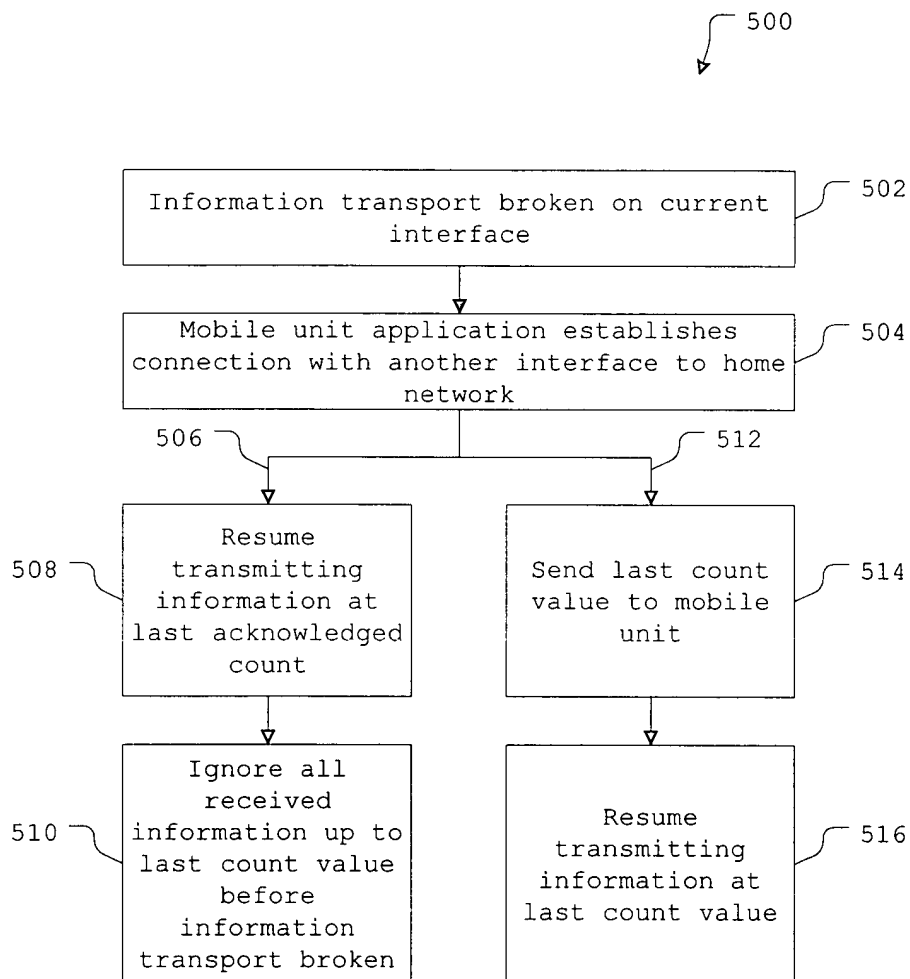 500
Information transport broken on current
interface
502
Mobile unit application establishes
connection with another interface to home
network
504
506
512
Resume
transmitting
information at
last acknowledged
count
508
Send last count
value to mobile
unit
514
Ignore all
received
information up to
last count value
before
information
transport broken
510
Resume
transmitting
information at
last count value
516